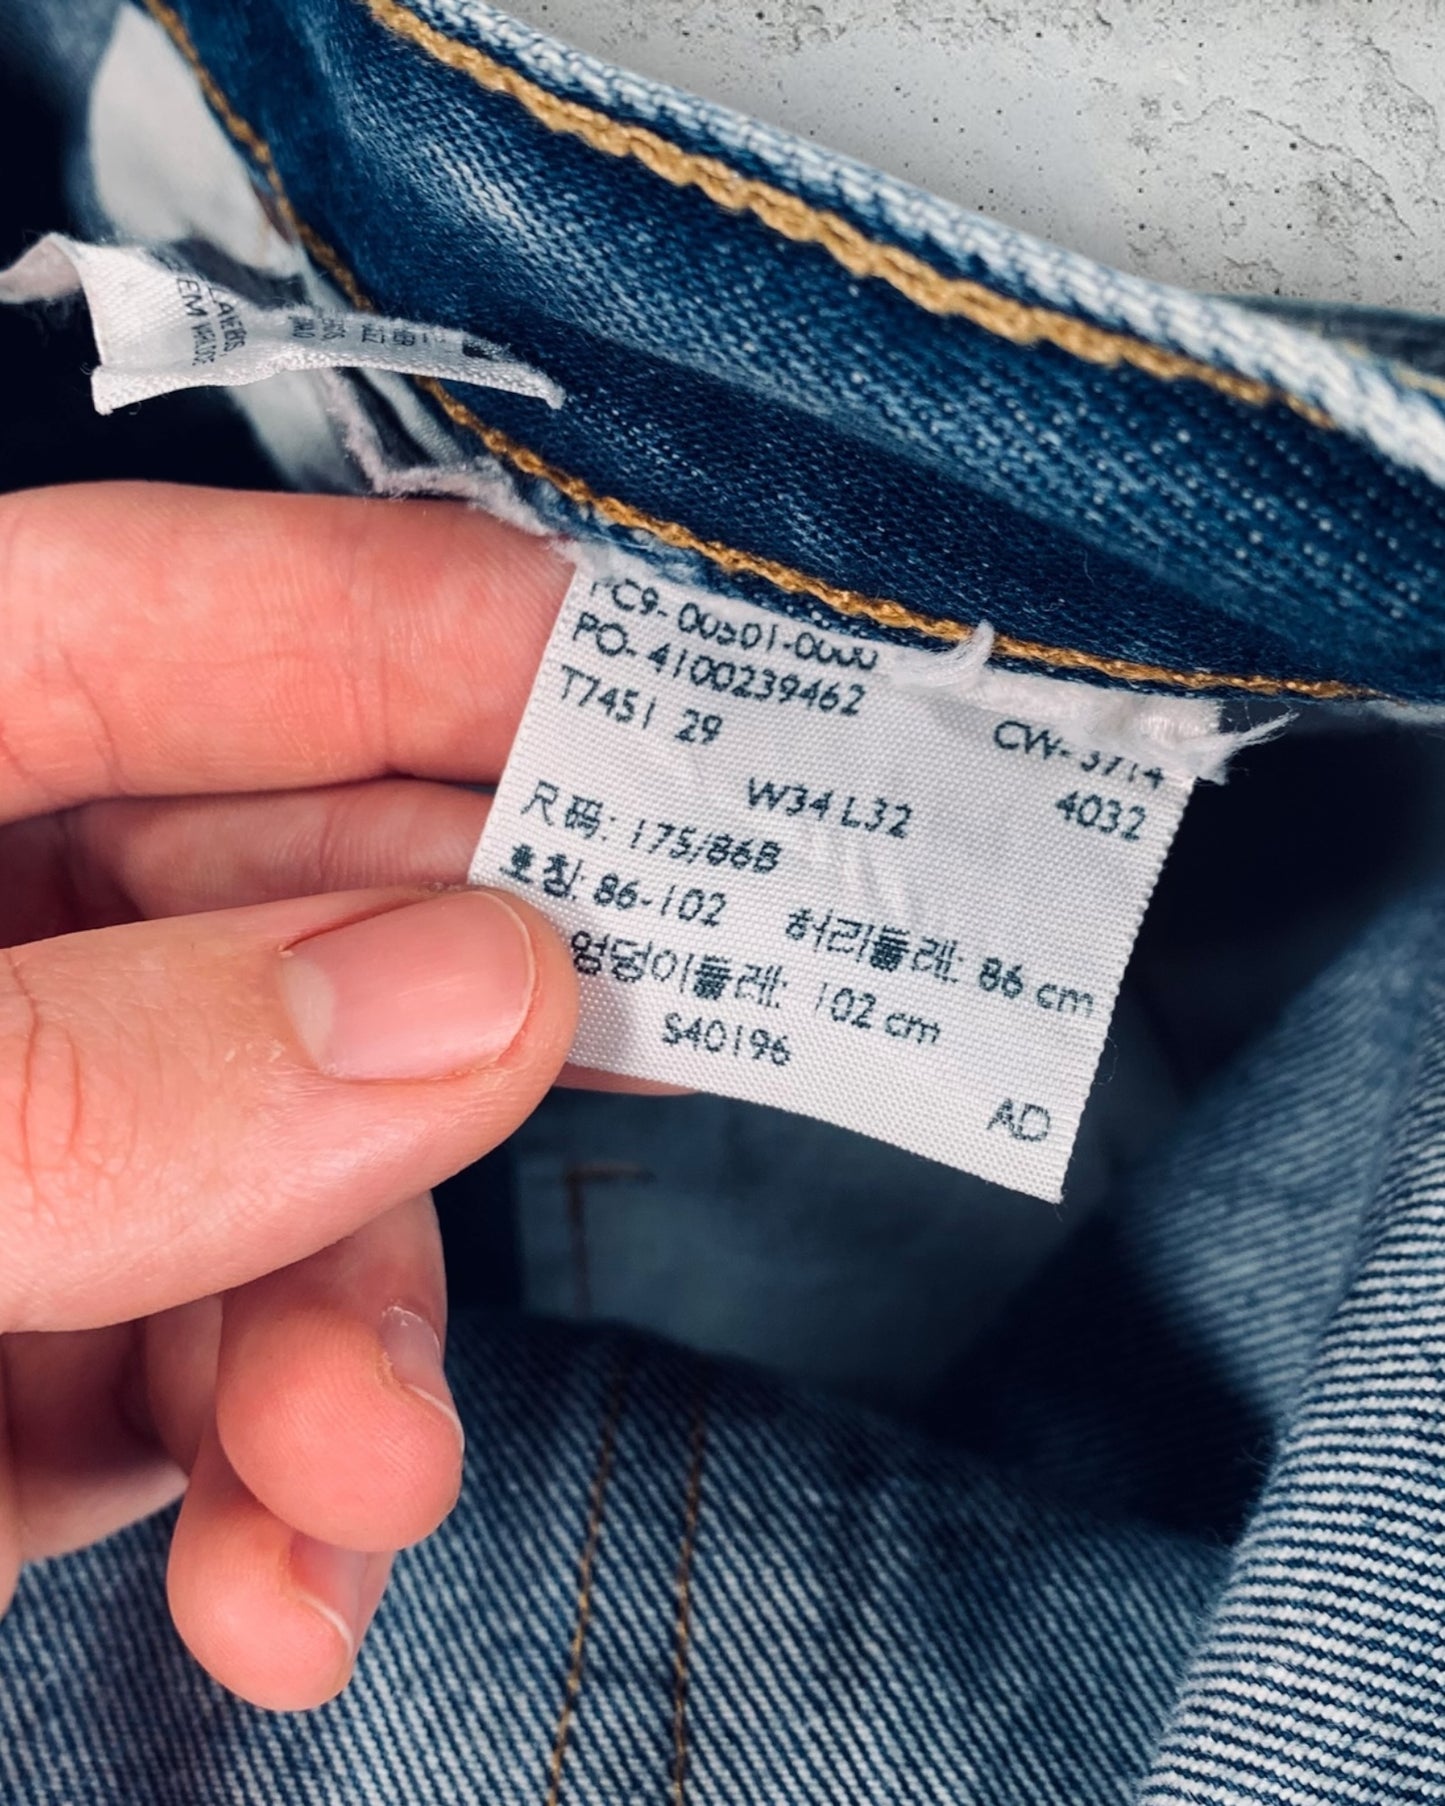 PC9-00501-0000
PO-4100239462
T7451 29
CW-3914
4032
W34 L32
尺码: 175/86B
호칭: 86-102 허리둘레: 86 cm
엉덩이둘레: 102 cm
S40196
AD